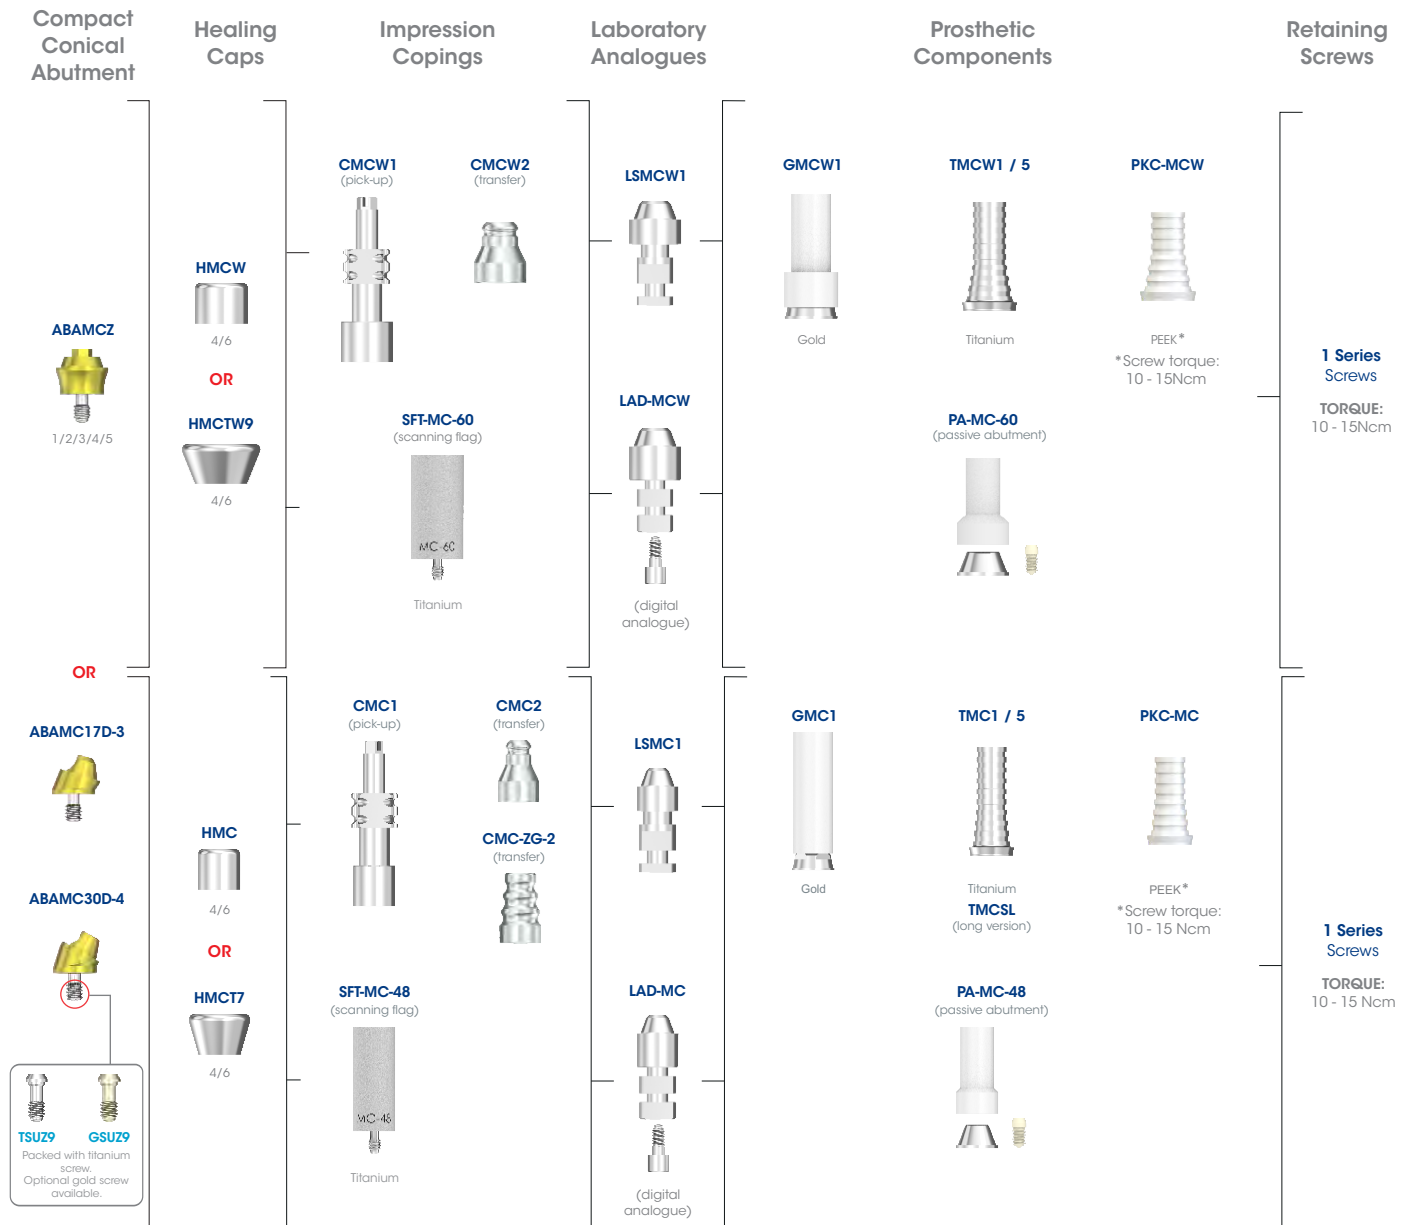 Compact
Conical
Abutment
Healing
Caps
Impression
Copings
Laboratory
Analogues
Prosthetic
Components
Retaining
Screws
ABAMCZ
1/2/3/4/5
HMCW
4/6
OR
HMCTW9
4/6
CMCW1
(pick-up)
CMCW2
(transfer)
SFT-MC-60
(scanning flag)
MC-60
Titanium
LSMCW1
LAD-MCW
(digital
analogue)
GMCW1
Gold
TMCW1 / 5
Titanium
PKC-MCW
PEEK*
*Screw torque:
10 - 15Ncm
PA-MC-60
(passive abutment)
1 Series
Screws
TORQUE:
10 - 15Ncm
OR
ABAMC17D-3
ABAMC30D-4
TSUZ9
GSUZ9
Packed with titanium
screw.
Optional gold screw
available.
HMC
4/6
OR
HMCT7
4/6
CMC1
(pick-up)
CMC2
(transfer)
CMC-ZG-2
(transfer)
SFT-MC-48
(scanning flag)
MC-48
Titanium
LSMC1
LAD-MC
(digital
analogue)
GMC1
Gold
TMC1 / 5
Titanium
TMCSL
(long version)
PKC-MC
PEEK*
*Screw torque:
10 - 15 Ncm
PA-MC-48
(passive abutment)
1 Series
Screws
TORQUE:
10 - 15 Ncm